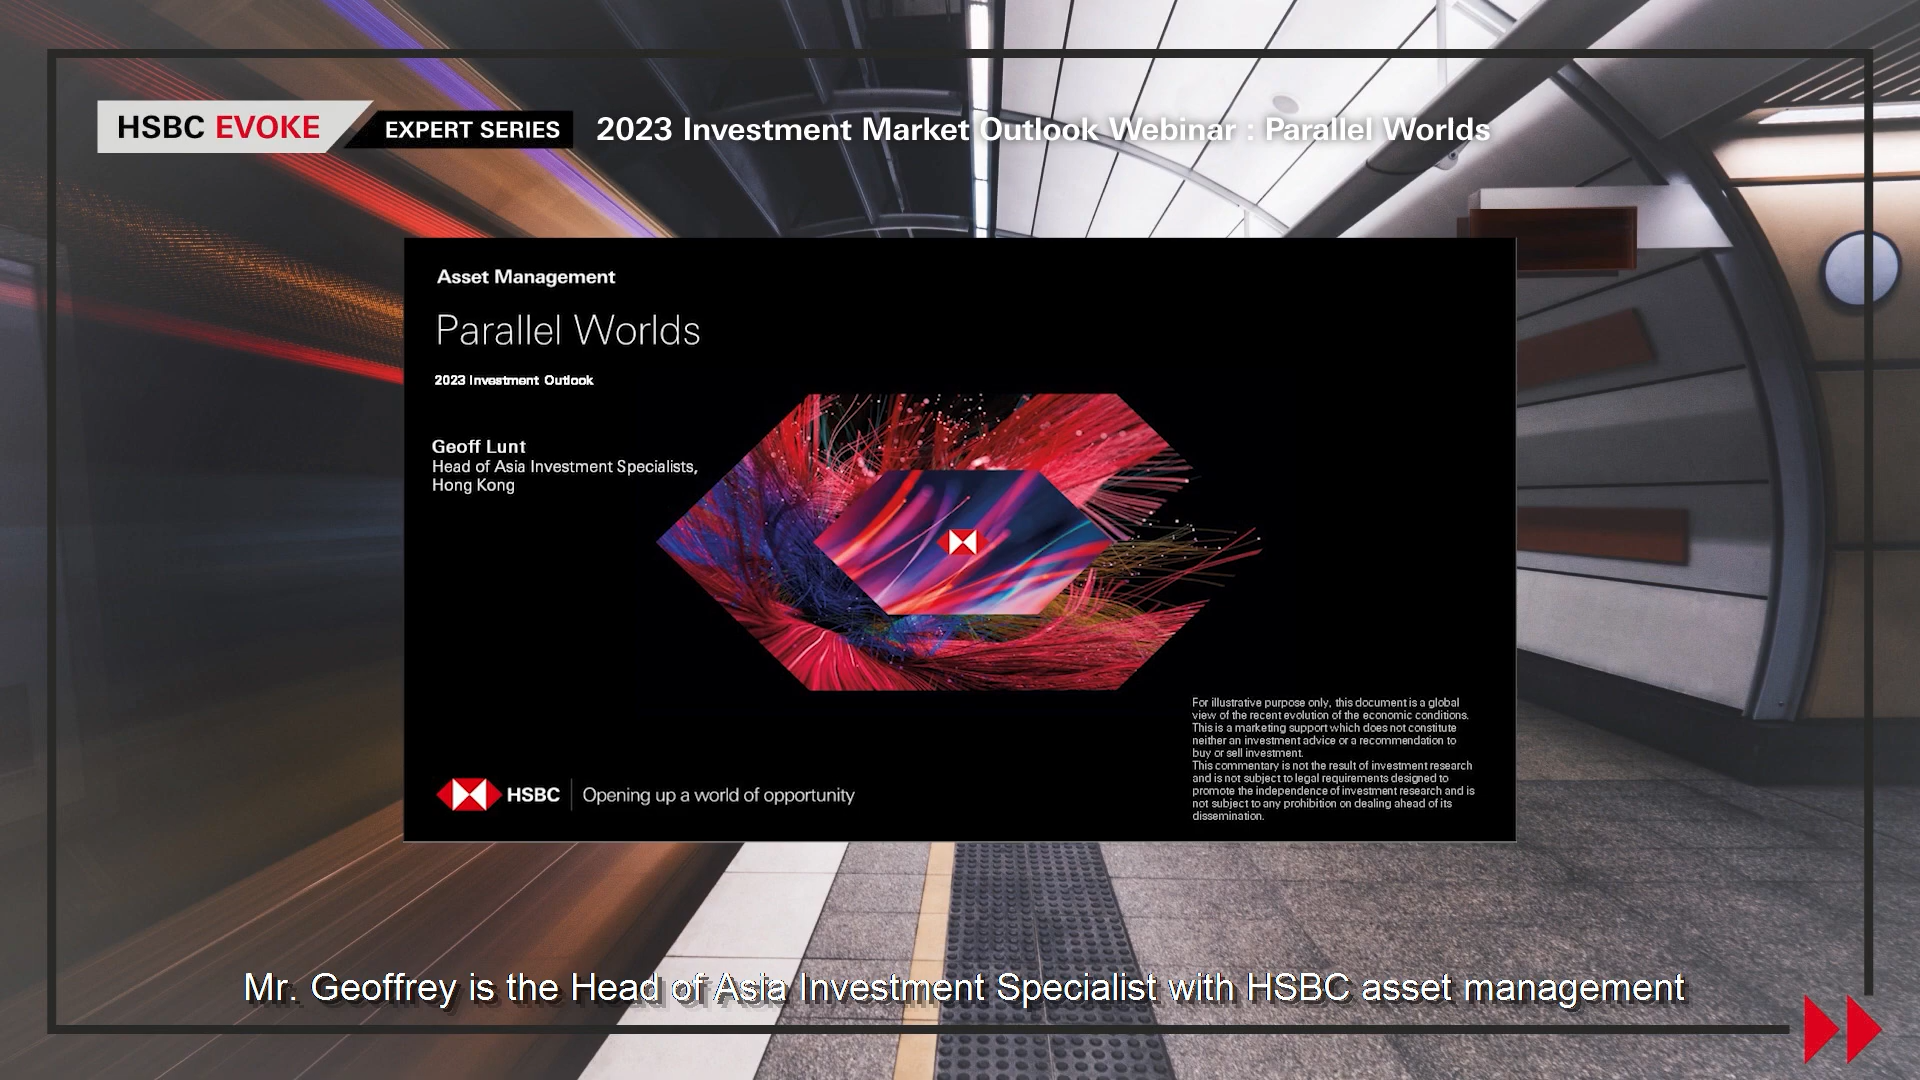 HSBC EVOKE
EXPERT SERIES
2023 Investment Market Outlook Webinar : Parallel Worlds
Asset Management
Parallel Worlds
2023 Investment Outlook
Geoff Lunt
Head of Asia Investment Specialists,
Hong Kong
For illustrative purpose only, this document is a global
view of the recent evolution of the economic conditions.
This is a marketing support which does not constitute
neither an investment advice or a recommendation to
buy or sell investment.
This commentary is not the result of investment research
and is not subject to legal requirements designed to
promote the independence of investment research and is
not subject to any prohibition on dealing ahead of its
dissemination.
HSBC
Opening up a world of opportunity
Mr. Geoffrey is the Head of Asia Investment Specialist with HSBC asset management